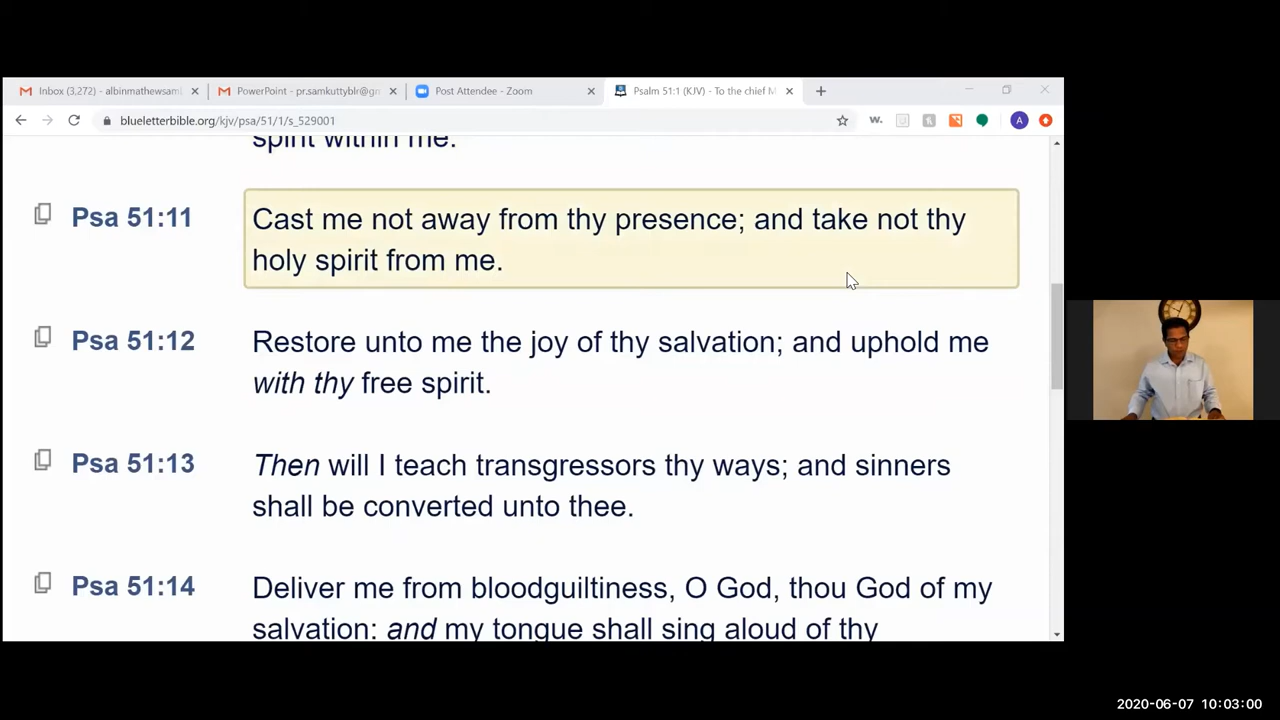 Inbox (3,272) - albinmathewsam
PowerPoint - pr.samkuttyblr@gm
Post Attendee - Zoom
Psalm 51:1 (KJV) - To the chief M
blueletterbible.org/kjv/psa/51/1/s_529001
W.
A
spirit within me.
Psa 51:11
Cast me not away from thy presence; and take not thy
holy spirit from me.
Psa 51:12
Restore unto me the joy of thy salvation; and uphold me
with thy free spirit.
Psa 51:13
Then will I teach transgressors thy ways; and sinners
shall be converted unto thee.
Psa 51:14
Deliver me from bloodguiltiness, O God, thou God of my
salvation: and my tongue shall sing aloud of thy
2020-06-07 10:03:00